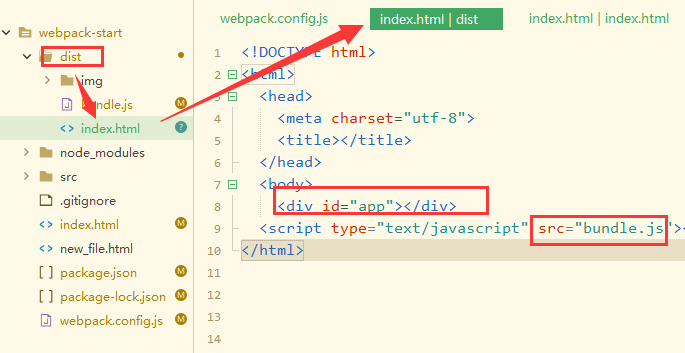 webpack-start
dist
img
bundle.js M
index.html ?
node_modules
src
.gitignore
index.html M
new_file.html
package.json M
package-lock.json M
webpack.config.js M
webpack.config.js index.html | dist index.html | index.html
1 <!DOCTYPE html>
2 <html>
3 <head>
4 <meta charset="utf-8">
5 <title></title>
6 </head>
7 <body>
8 <div id="app"></div>
9 <script type="text/javascript" src="bundle.js"><
10 </html>
11
12
13
14